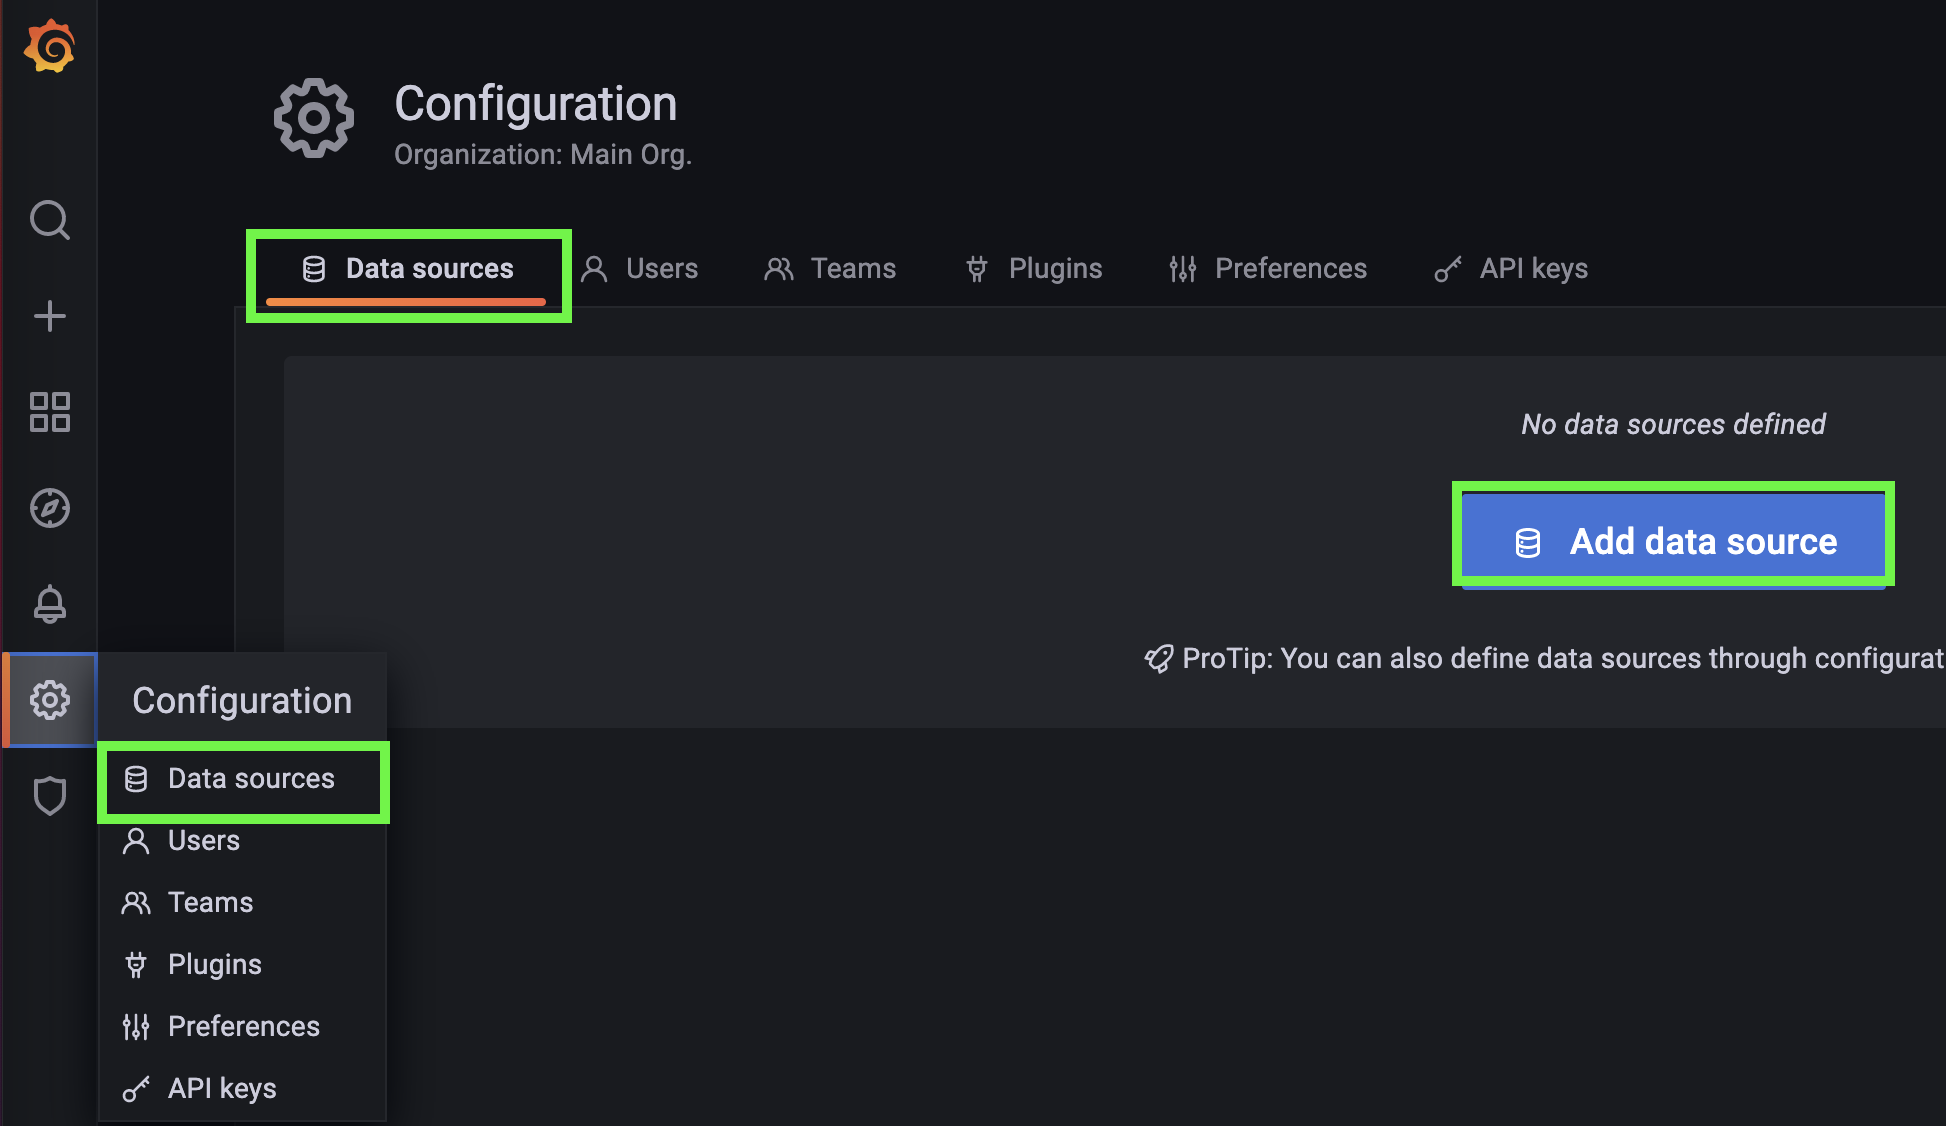 Configuration
Organization: Main Org.
Data sources
Users
Teams
Plugins
Preferences
API keys
No data sources defined
Add data source
ProTip: You can also define data sources through configurat
Configuration
Data sources
Users
Teams
Plugins
Preferences
API keys